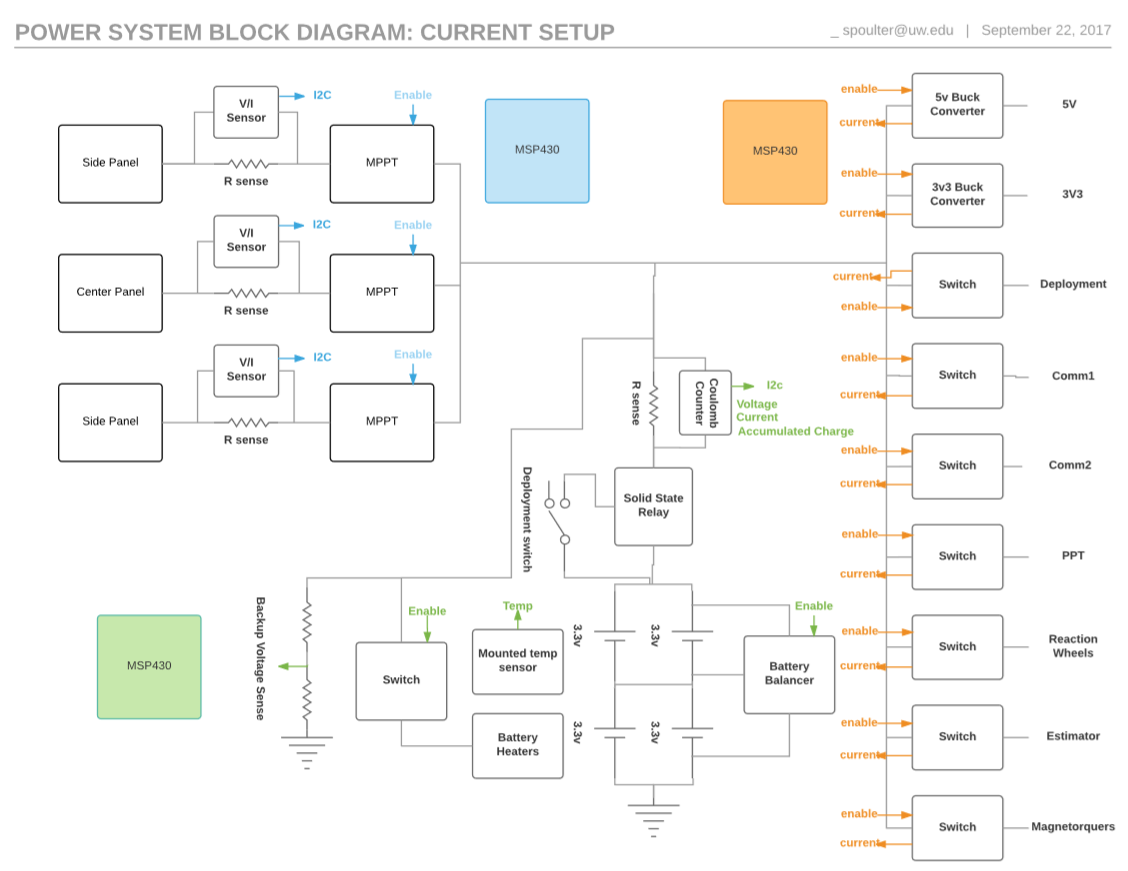 POWER SYSTEM BLOCK DIAGRAM: CURRENT SETUP
_ spoulter@uw.edu | September 22, 2017
V/I
Sensor
I2C
Enable
Side Panel
R sense
MPPT
V/I
Sensor
I2C
Enable
Center Panel
R sense
MPPT
V/I
Sensor
I2C
Enable
Side Panel
R sense
MPPT
MSP430
MSP430
enable
current
5v Buck
Converter
5V
enable
current
3v3 Buck
Converter
3V3
current
enable
Switch
Deployment
enable
current
Switch
Comm1
enable
current
Switch
Comm2
enable
current
Switch
PPT
enable
current
Switch
Reaction
Wheels
enable
current
Switch
Estimator
enable
current
Switch
Magnetorquers
R sense
Coulomb
Counter
I2c
Voltage
Current
Accumulated Charge
Deployment switch
Solid State
Relay
MSP430
Backup Voltage Sense
Enable
Switch
Temp
Mounted temp
sensor
Battery
Heaters
3.3v
3.3v
3.3v
3.3v
Enable
Battery
Balancer